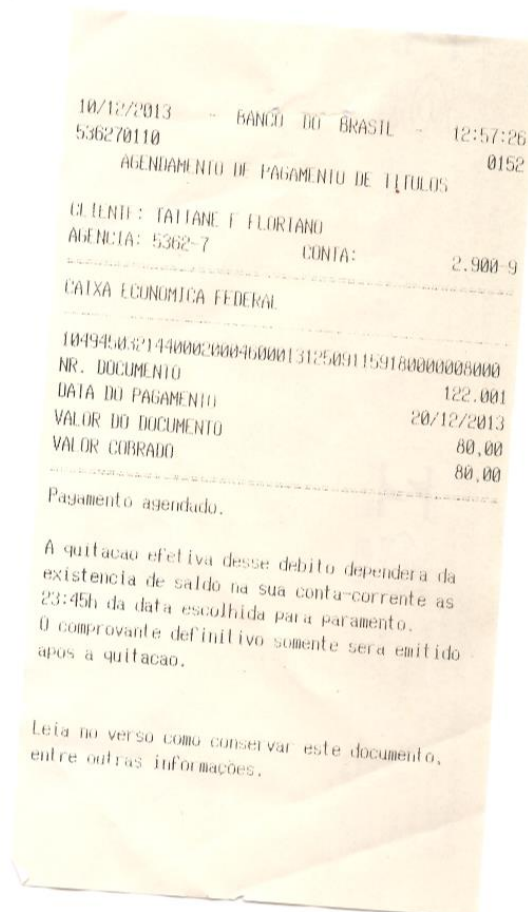 10/12/2013 - BANCO DO BRASIL - 12:57:26
536270110 0152
AGENDAMENTO DE PAGAMENTO DE TITULOS
CLIENTE: TATIANE F FLORIANO
AGENCIA: 5362-7 CONTA: 2.900-9
CAIXA ECONOMICA FEDERAL
10494503214400020004600013125091159180000008000
NR. DOCUMENTO 122.001
DATA DO PAGAMENTO 20/12/2013
VALOR DO DOCUMENTO 80,00
VALOR COBRADO 80,00
Pagamento agendado.
A quitacao efetiva desse debito dependera da
existencia de saldo na sua conta-corrente as
23:45h da data escolhida para paramento.
O comprovante definitivo somente sera emitido
apos a quitacao.
Leia no verso como conservar este documento,
entre outras informações.